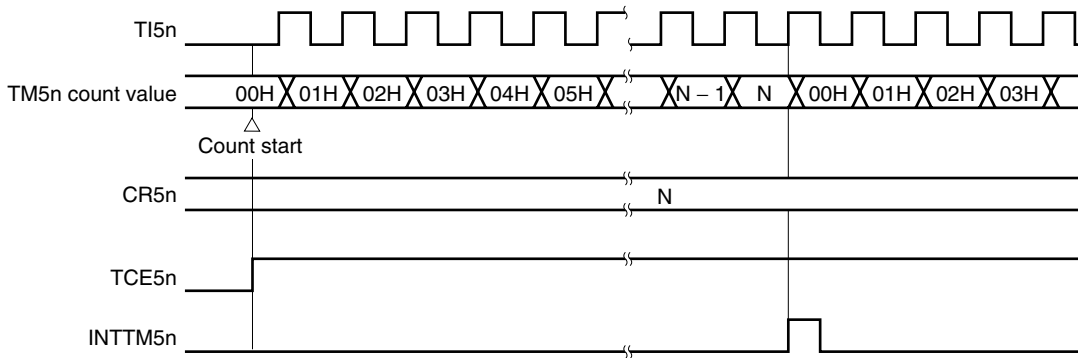 TI5n
TM5n count value 00H 01H 02H 03H 04H 05H N − 1 N 00H 01H 02H 03H
Count start
CR5n N
TCE5n
INTTM5n